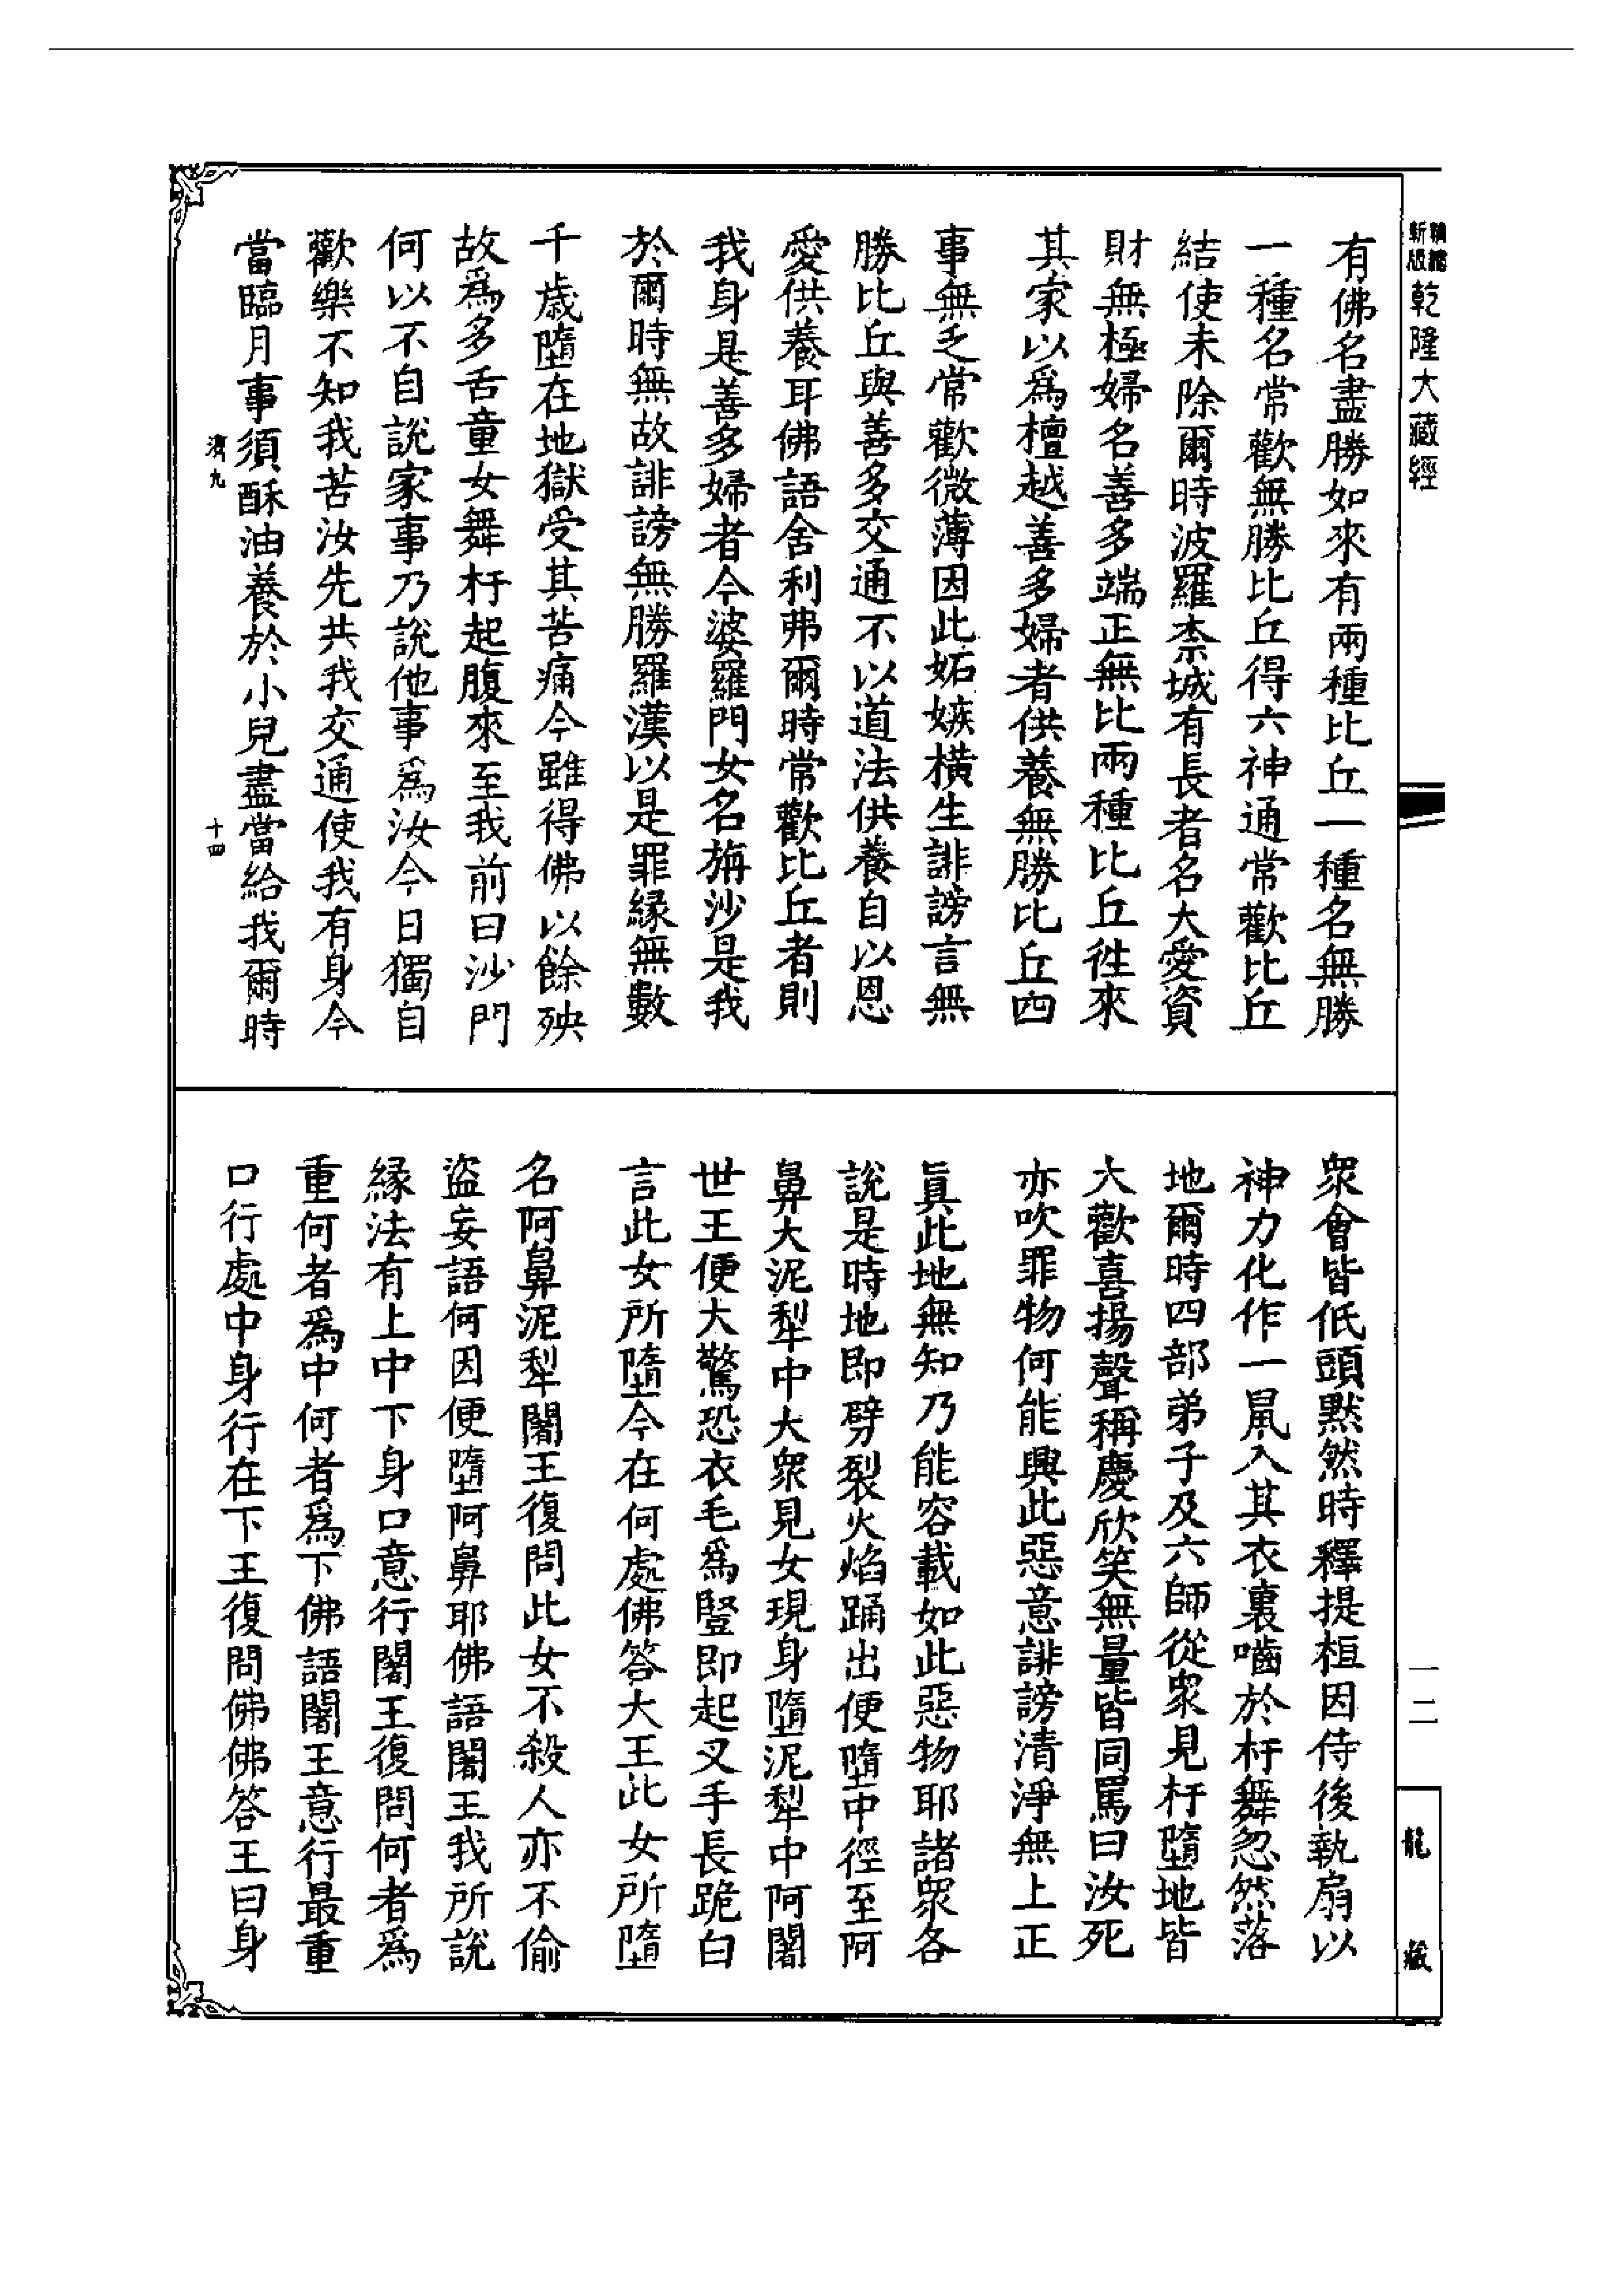 精縮新版乾隆大藏經
有佛名盡勝如來有兩種比丘一種名無勝
一種名常歡無勝比丘得六神通常歡比丘
結使未除爾時波羅柰城有長者名大愛資
財無極婦名善多端正無比兩種比丘徃來
其家以爲檀越善多婦者供養無勝比丘四
事無乏常歡微薄因此妬嫉橫生誹謗言無
勝比丘與善多交通不以道法供養自以恩
愛供養耳佛語舍利弗爾時常歡比丘者則
我身是善多婦者今婆羅門女名旃沙是我
於爾時無故誹謗無勝羅漢以是罪緣無數
千歲墮在地獄受其苦痛今雖得佛以餘殃
故爲多舌童女舞杅起腹來至我前曰沙門
何以不自說家事乃說他事爲汝今日獨自
歡樂不知我苦汝先共我交通使我有身今
當臨月事須酥油養於小兒盡當給我爾時
濟九
十四
眾會皆低頭黙然時釋提桓因侍後執扇以
神力化作一鼠入其衣裏嚙於杅舞忽然落
地爾時四部弟子及六師從眾見杅墮地皆
大歡喜揚聲稱慶欣笑無量皆同罵曰汝死
亦吹罪物何能興此惡意誹謗清淨無上正
眞此地無知乃能容載如此惡物耶諸眾各
說是時地即劈裂火焰踊出便墮中徑至阿
鼻大泥犁中大眾見女現身墮泥犁中阿闍
世王便大驚恐衣毛爲豎即起叉手長跪白
言此女所墮今在何處佛答大王此女所墮
名阿鼻泥犁闍王復問此女不殺人亦不偷
盜妄語何因便墮阿鼻耶佛語闍王我所說
緣法有上中下身口意行闍王復問何者爲
重何者爲中何者爲下佛語闍王意行最重
口行處中身行在下王復問佛佛答王曰身
一二
龍藏